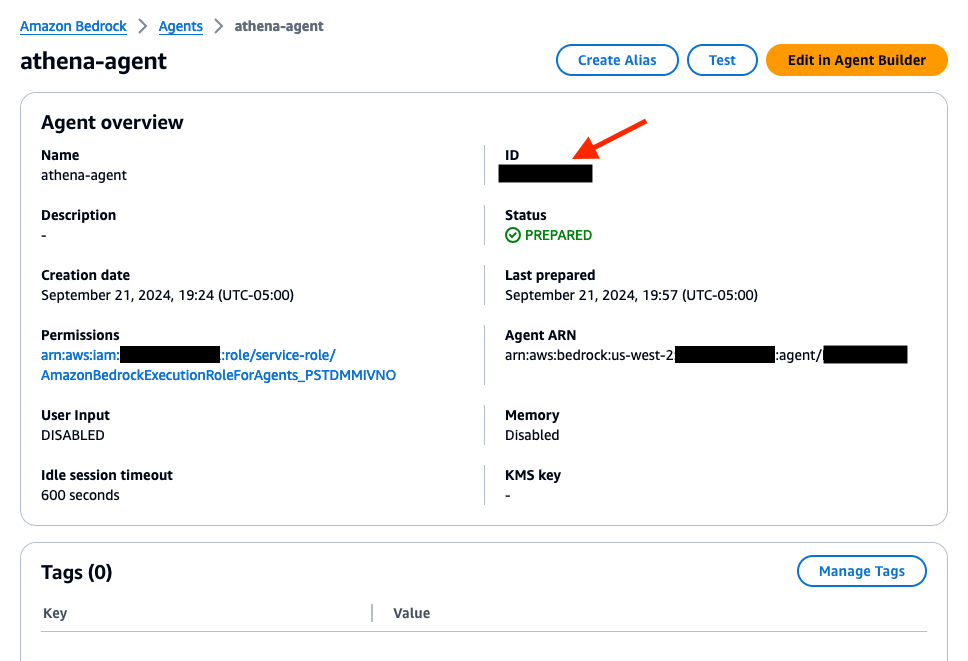 Amazon Bedrock > Agents > athena-agent
athena-agent
Create Alias
Test
Edit in Agent Builder
Agent overview
Name
athena-agent
ID
Description
-
Status
PREPARED
Creation date
September 21, 2024, 19:24 (UTC-05:00)
Last prepared
September 21, 2024, 19:57 (UTC-05:00)
Permissions
arn:aws:iam: :role/service-role/
AmazonBedrockExecutionRoleForAgents_PSTDMMIVNO
Agent ARN
arn:aws:bedrock:us-west-2: :agent/
User Input
DISABLED
Memory
Disabled
Idle session timeout
600 seconds
KMS key
-
Tags (0)
Manage Tags
Key
Value